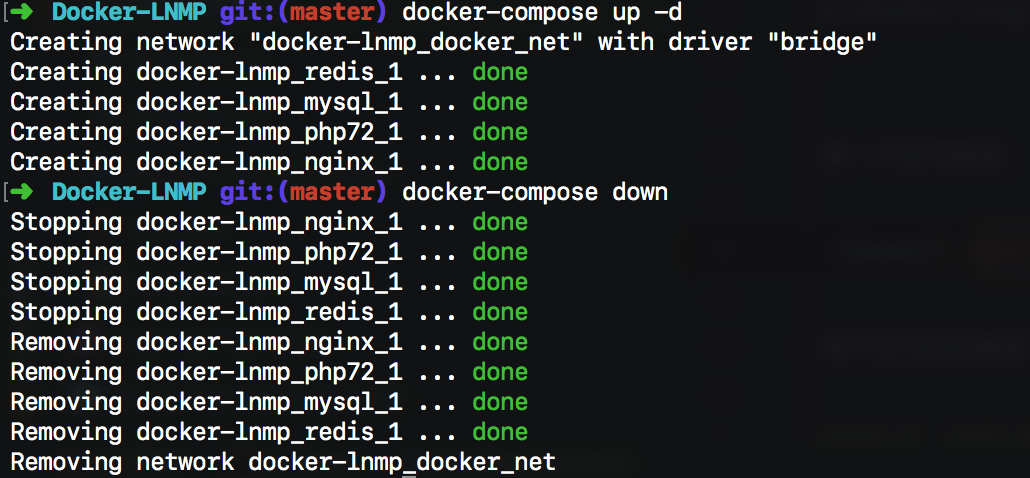 [➜ Docker-LNMP git:(master) docker-compose up -d
Creating network "docker-lnmp_docker_net" with driver "bridge"
Creating docker-lnmp_redis_1 ... done
Creating docker-lnmp_mysql_1 ... done
Creating docker-lnmp_php72_1 ... done
Creating docker-lnmp_nginx_1 ... done
[➜ Docker-LNMP git:(master) docker-compose down
Stopping docker-lnmp_nginx_1 ... done
Stopping docker-lnmp_php72_1 ... done
Stopping docker-lnmp_mysql_1 ... done
Stopping docker-lnmp_redis_1 ... done
Removing docker-lnmp_nginx_1 ... done
Removing docker-lnmp_php72_1 ... done
Removing docker-lnmp_mysql_1 ... done
Removing docker-lnmp_redis_1 ... done
Removing network docker-lnmp_docker_net